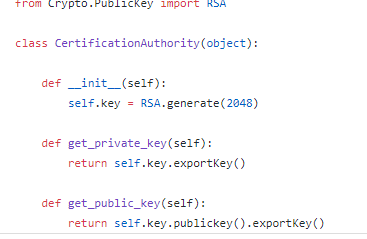 from Crypto.PublicKey import RSA
class CertificationAuthority(object):
def __init__(self):
self.key = RSA.generate(2048)
def get_private_key(self):
return self.key.exportKey()
def get_public_key(self):
return self.key.publickey().exportKey()